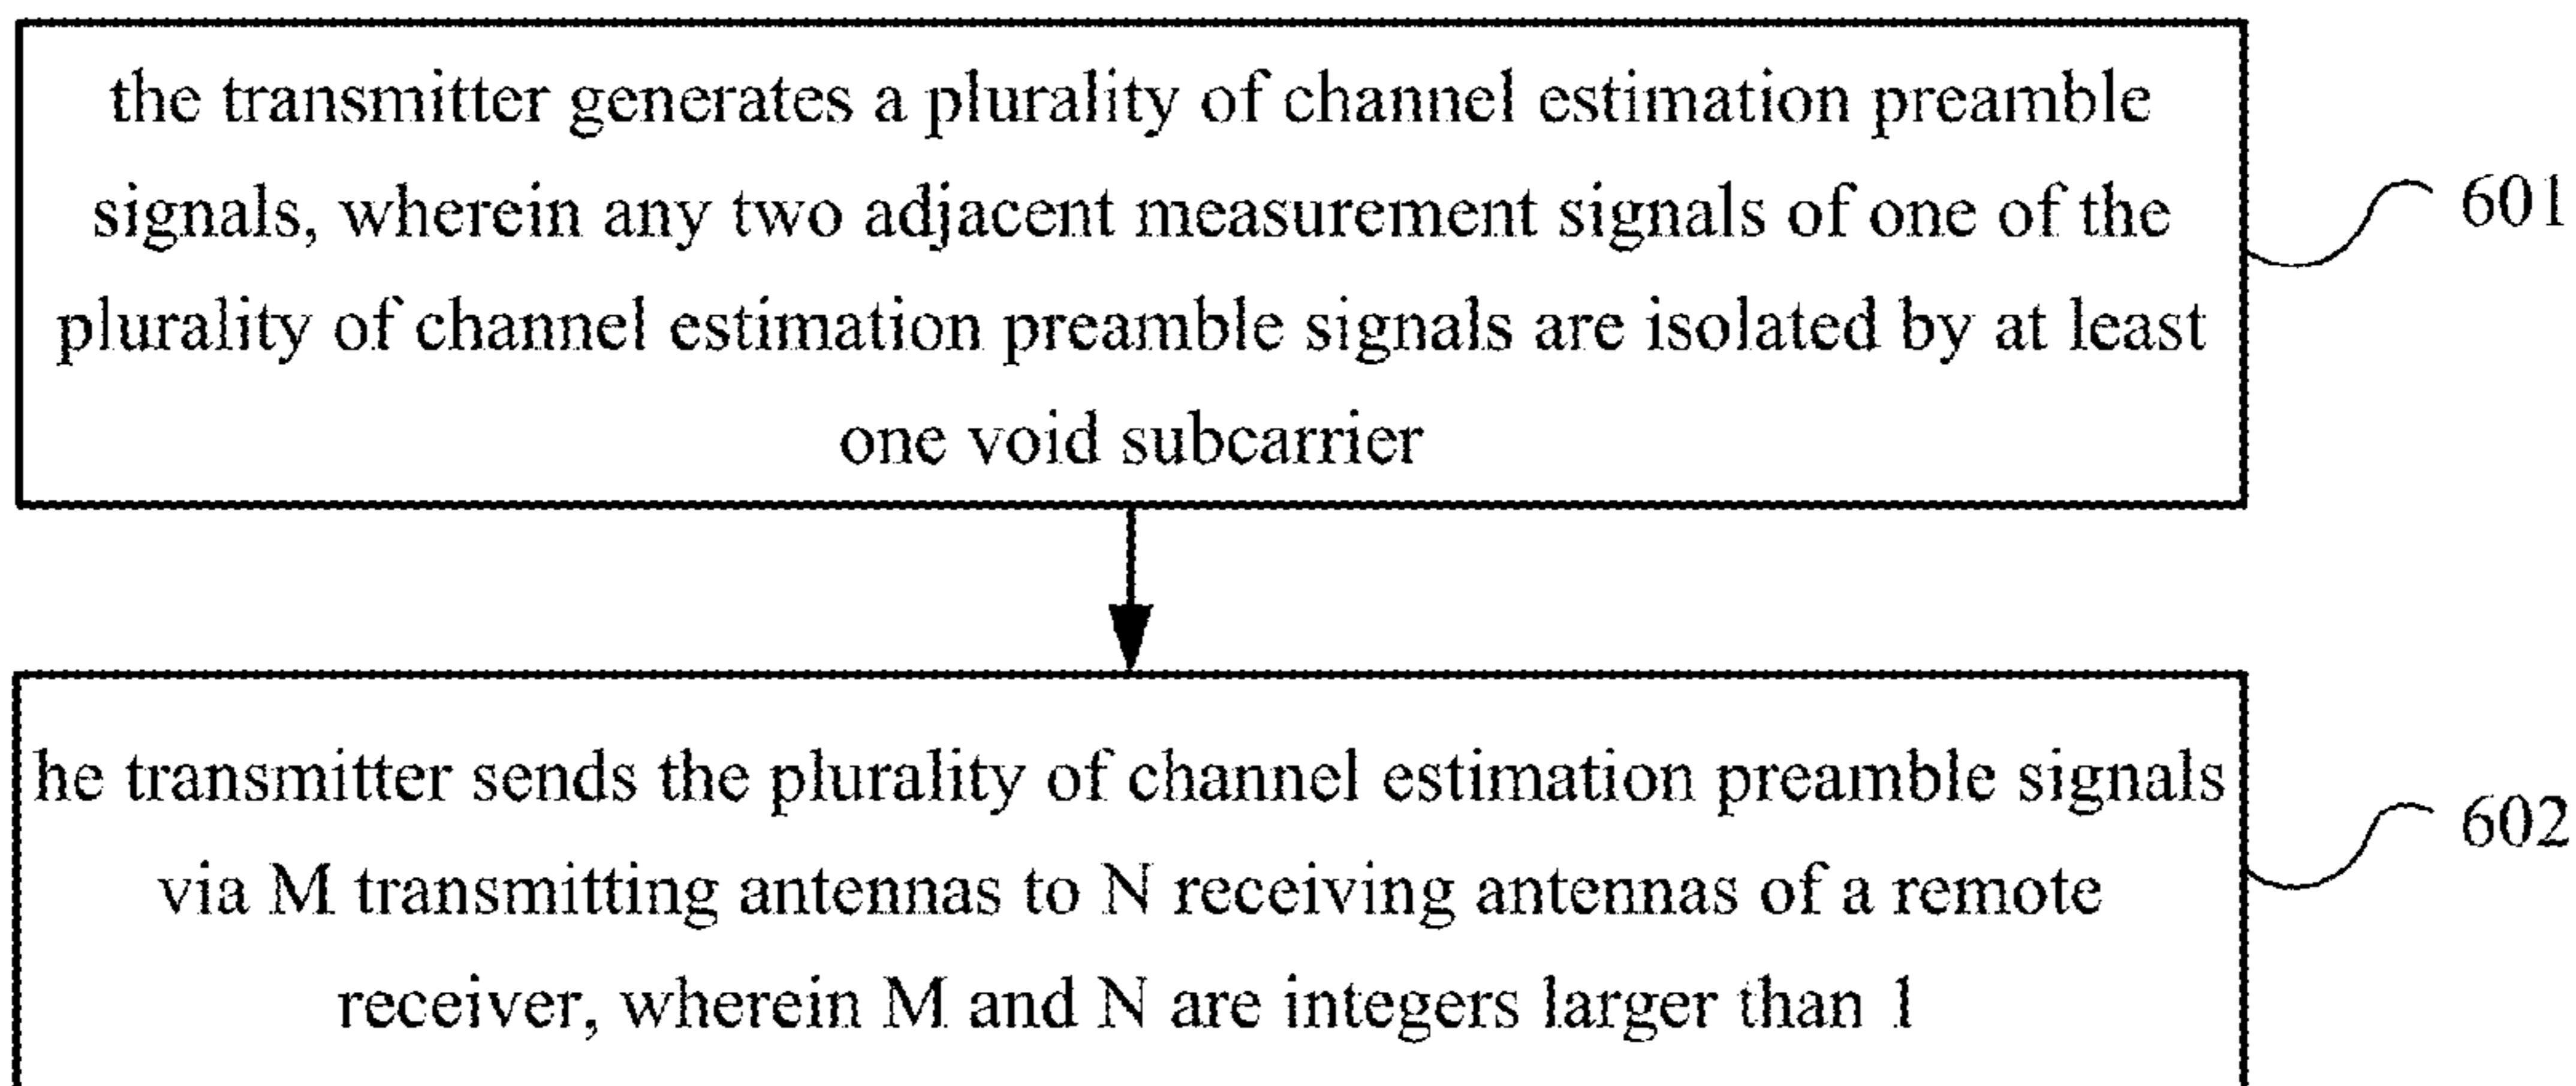 the transmitter generates a plurality of channel estimation preamble
signals, wherein any two adjacent measurement signals of one of the
601
plurality of channel estimation preamble signals are isolated by at least
one void subcarrier
he transmitter sends the plurality of channel estimation preamble signals
602
via M transmitting antennas to N receiving antennas of a remote
receiver, wherein M and N are integers larger than 1